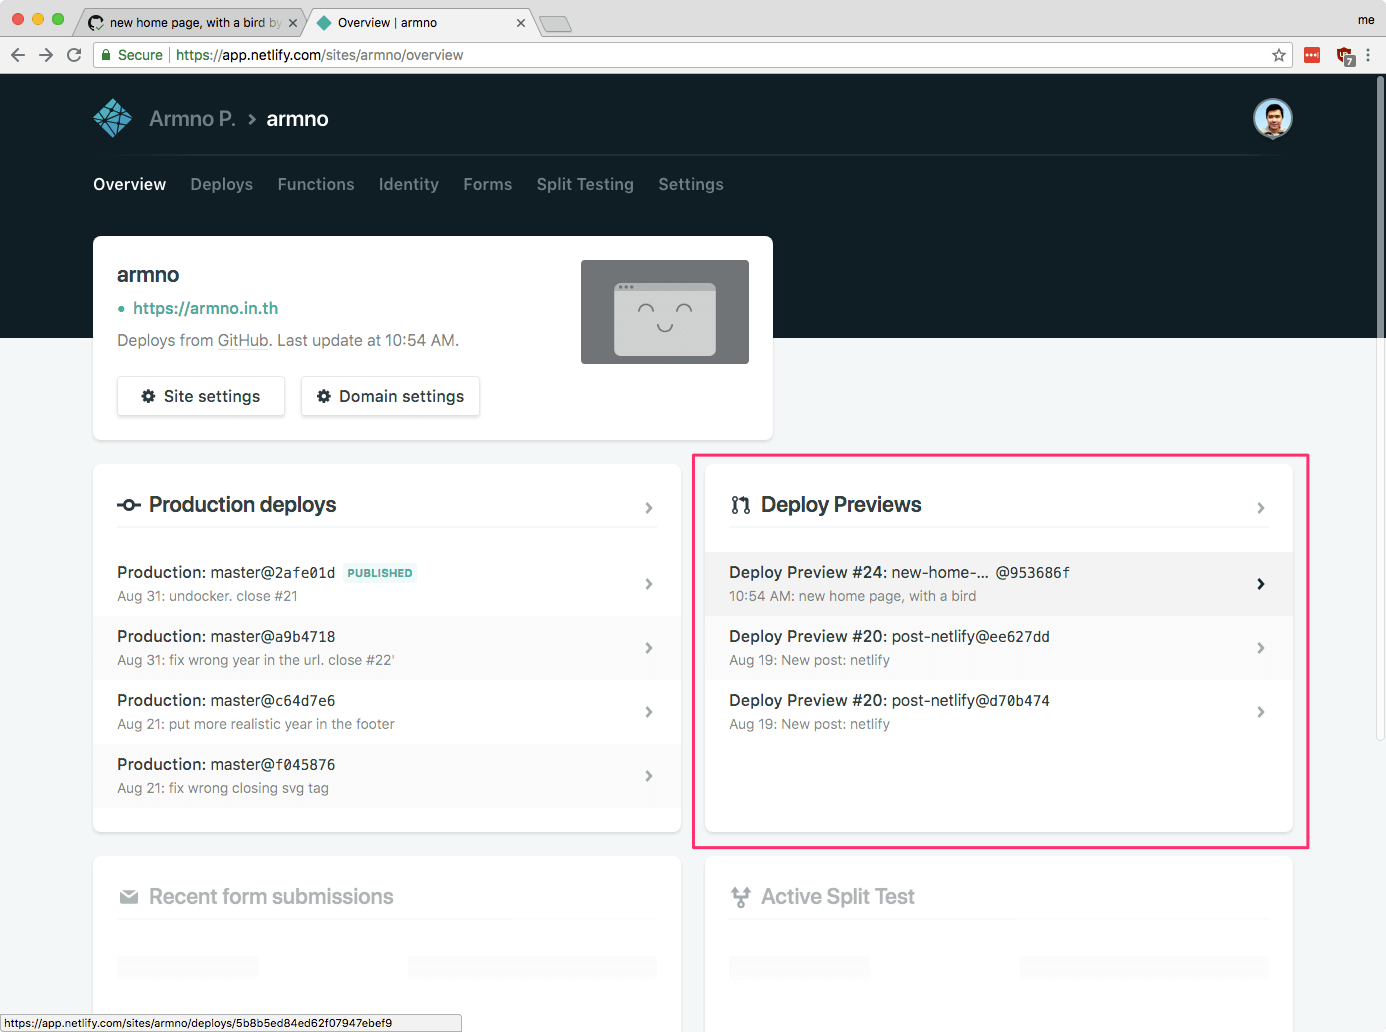 new home page, with a bird by
Overview | armno
me
Secure
https://app.netlify.com/sites/armno/overview
7
Armno P. > armno
Overview Deploys Functions Identity Forms Split Testing Settings
armno
• https://armno.in.th
Deploys from GitHub. Last update at 10:54 AM.
Site settings
Domain settings
Production deploys
Production: master@2afe01d PUBLISHED
Aug 31: undocker. close #21
Production: master@a9b4718
Aug 31: fix wrong year in the url. close #22'
Production: master@c64d7e6
Aug 21: put more realistic year in the footer
Production: master@f045876
Aug 21: fix wrong closing svg tag
Deploy Previews
Deploy Preview #24: new-home-... @953686f
10:54 AM: new home page, with a bird
Deploy Preview #20: post-netlify@ee627dd
Aug 19: New post: netlify
Deploy Preview #20: post-netlify@d70b474
Aug 19: New post: netlify
Recent form submissions
Active Split Test
https://app.netlify.com/sites/armno/deploys/5b8b5ed84ed62f07947ebef9